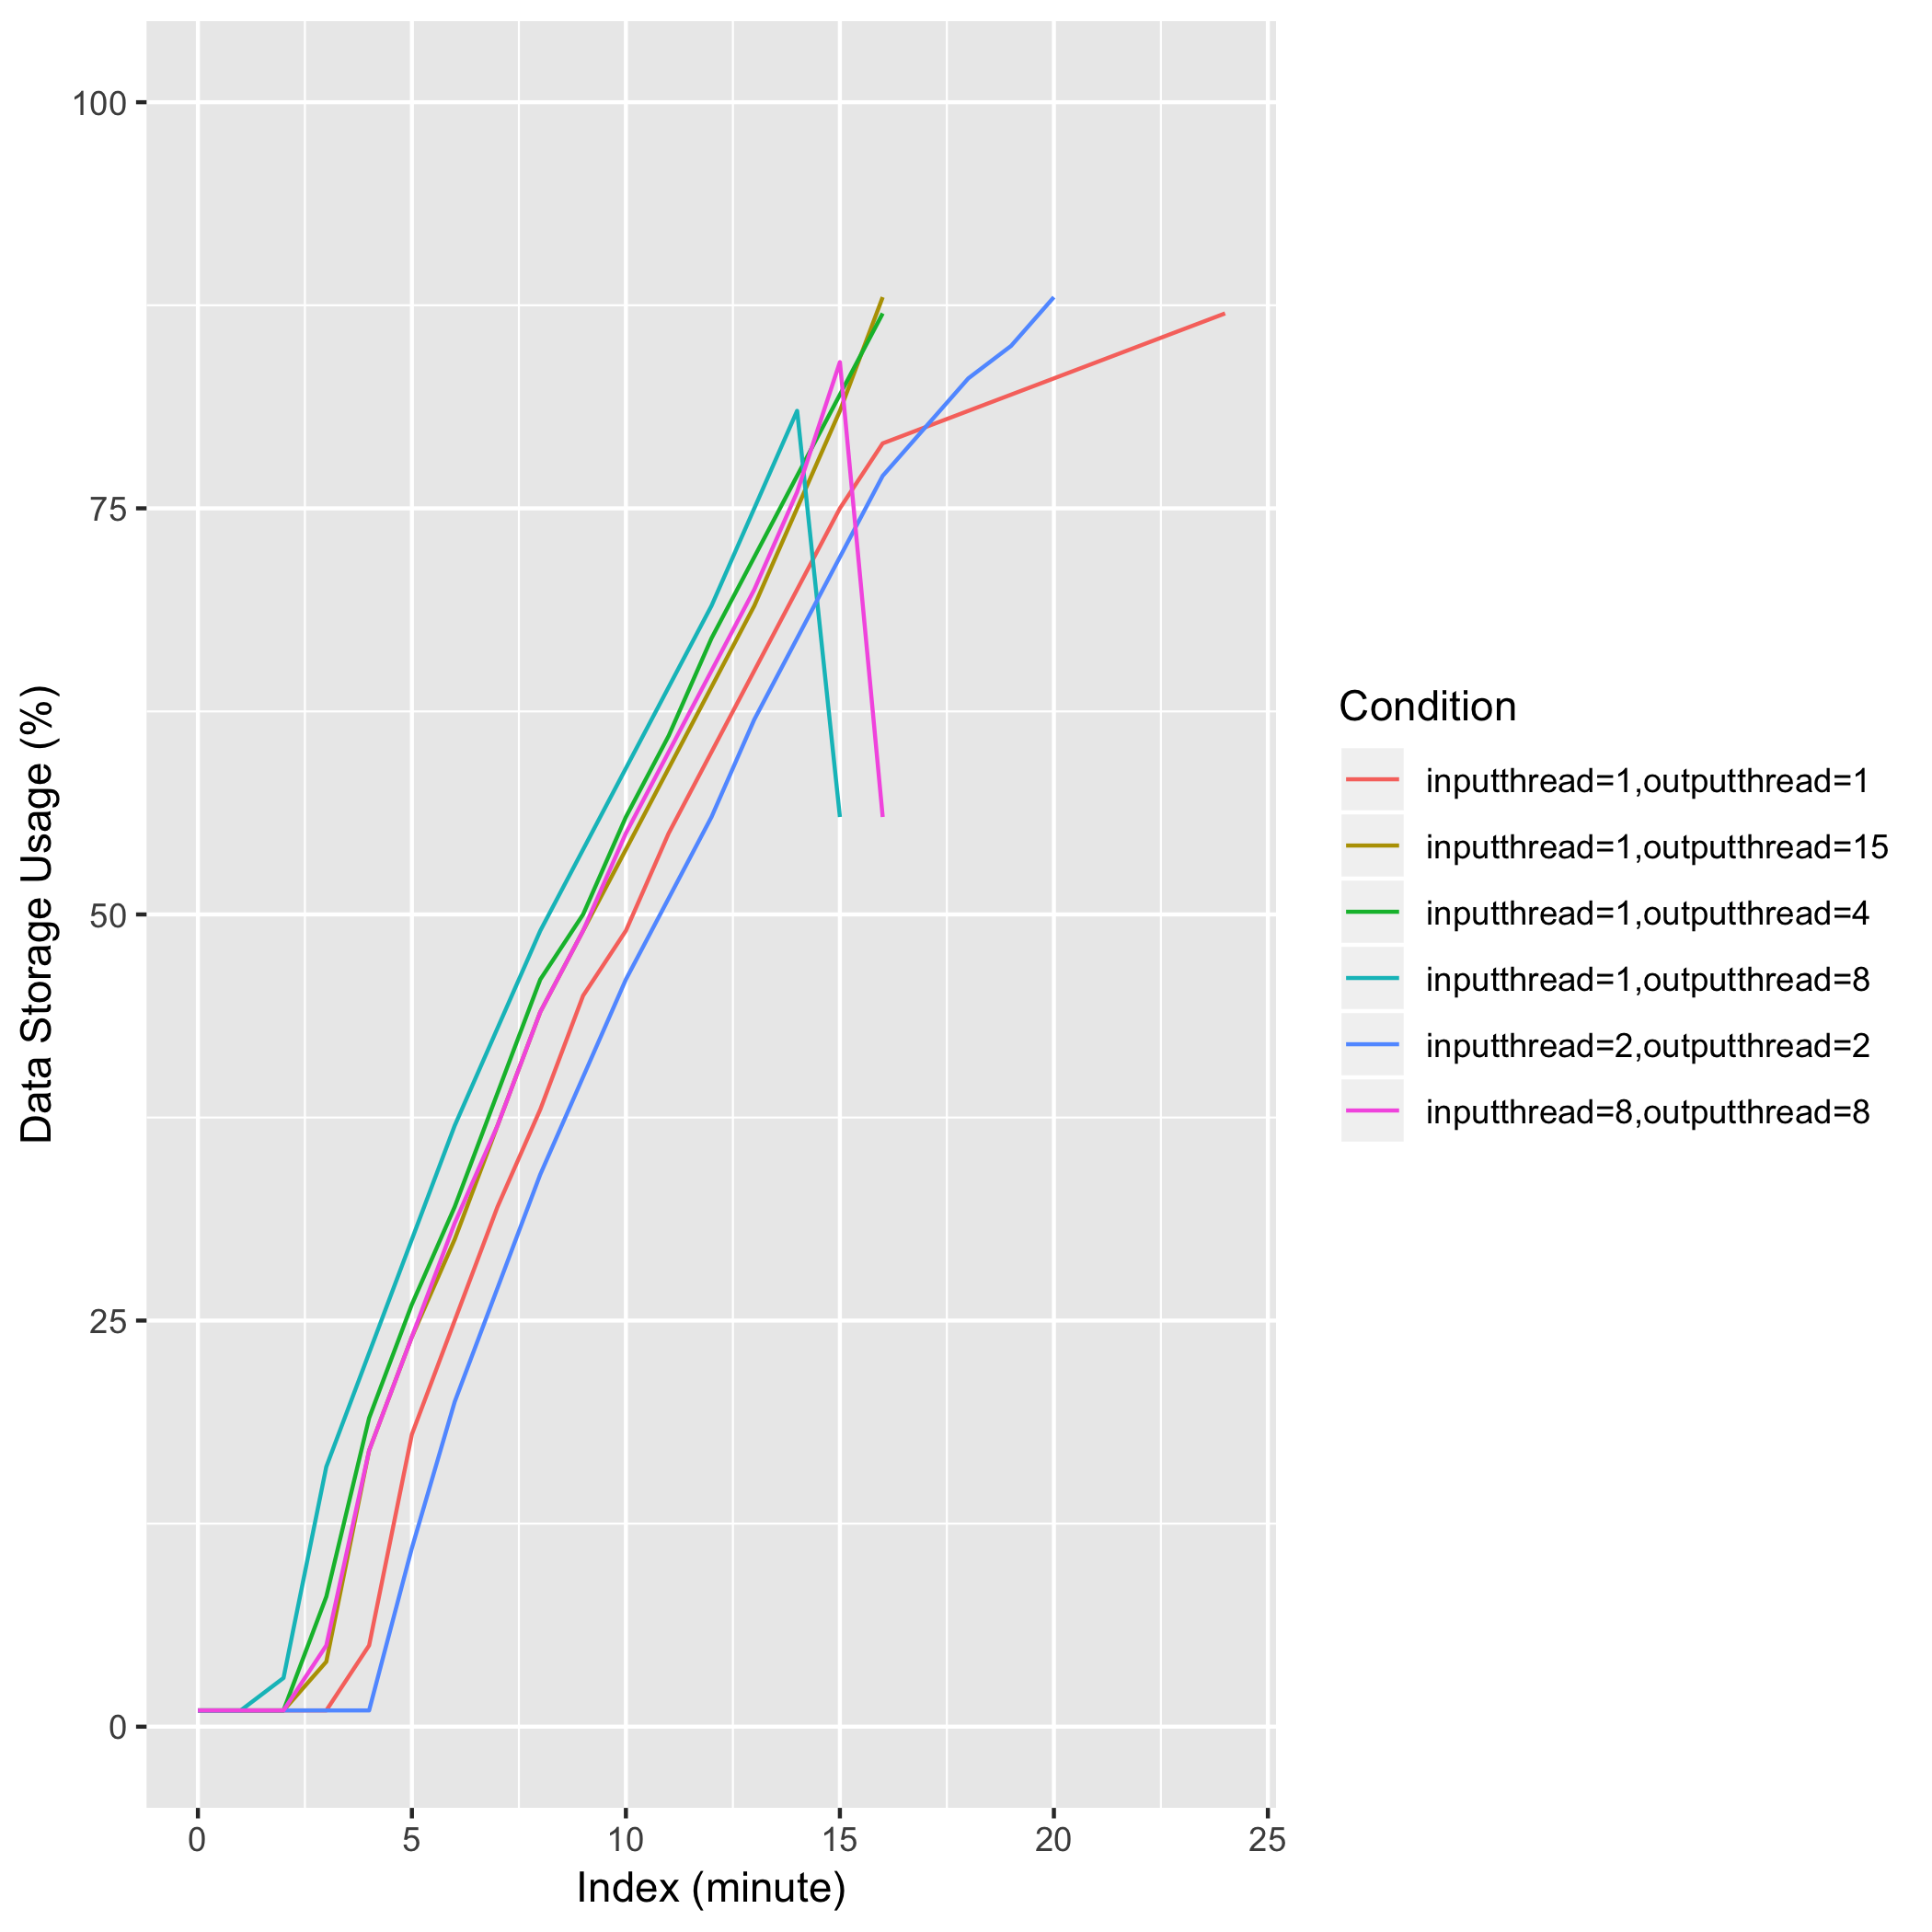 100
75
50
25
0
Data Storage Usage (%)
0 5 10 15 20 25
Index (minute)
Condition
inputthread=1,outputthread=1
inputthread=1,outputthread=15
inputthread=1,outputthread=4
inputthread=1,outputthread=8
inputthread=2,outputthread=2
inputthread=8,outputthread=8